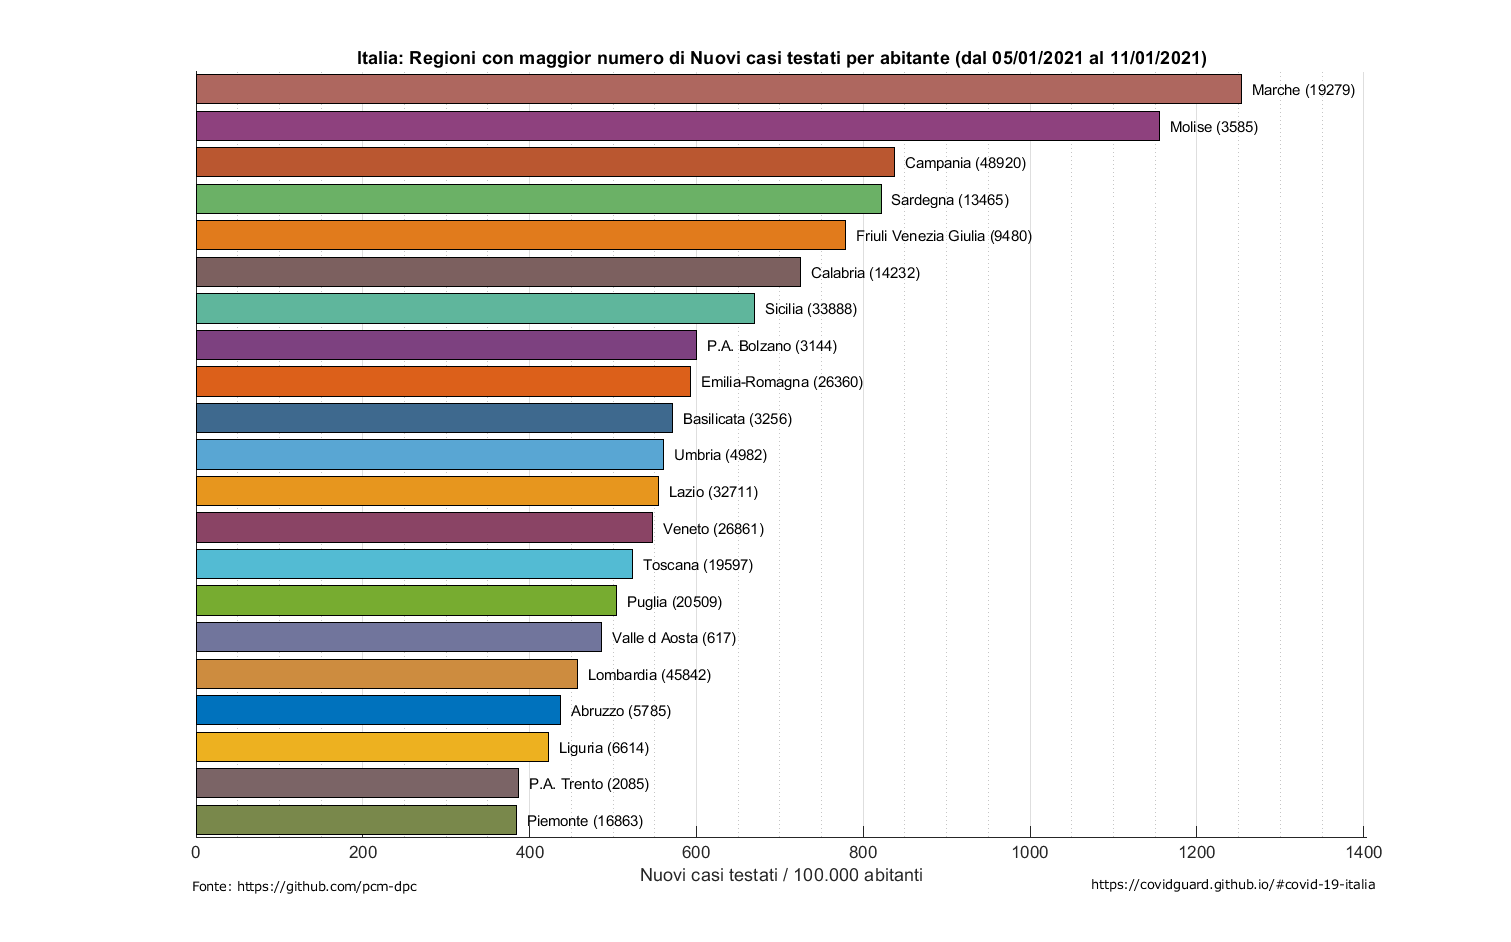 Italia: Regioni con maggior numero di Nuovi casi testati per abitante (dal 05/01/2021 al 11/01/2021)
Marche (19279)
Molise (3585)
Campania (48920)
Sardegna (13465)
Friuli Venezia Giulia (9480)
Calabria (14232)
Sicilia (33888)
P.A. Bolzano (3144)
Emilia-Romagna (26360)
Basilicata (3256)
Umbria (4982)
Lazio (32711)
Veneto (26861)
Toscana (19597)
Puglia (20509)
Valle d Aosta (617)
Lombardia (45842)
Abruzzo (5785)
Liguria (6614)
P.A. Trento (2085)
Piemonte (16863)
0 200 400 600 800 1000 1200 1400
Nuovi casi testati / 100.000 abitanti
Fonte: https://github.com/pcm-dpc
https://covidguard.github.io/#covid-19-italia